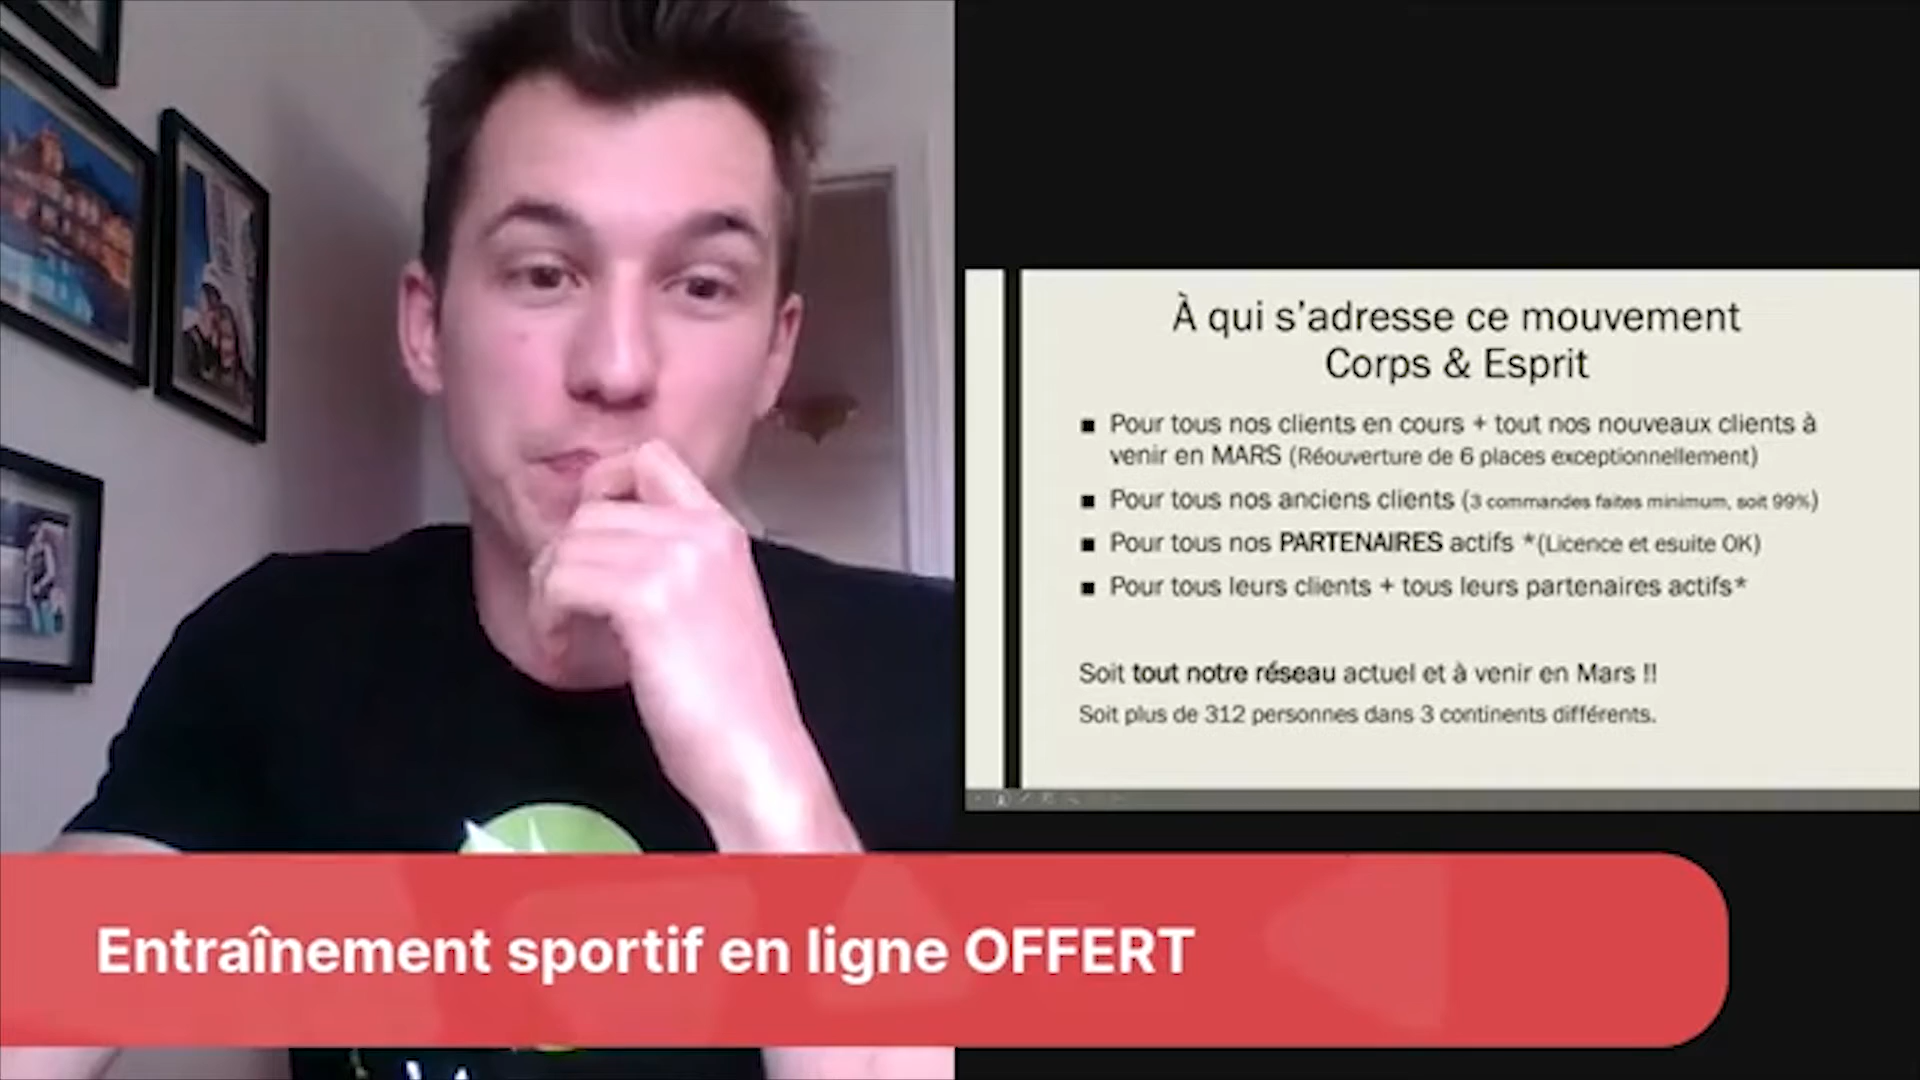 À qui s'adresse ce mouvement
Corps & Esprit
■ Pour tous nos clients en cours + tout nos nouveaux clients à
venir en MARS (Réouverture de 6 places exceptionnellement)
■ Pour tous nos anciens clients (3 commandes faites minimum, soit 99%)
■ Pour tous nos PARTENAIRES actifs *(Licence et esuite OK)
■ Pour tous leurs clients + tous leurs partenaires actifs*
Soit tout notre réseau actuel et à venir en Mars !!
Soit plus de 312 personnes dans 3 continents différents.
Entraînement sportif en ligne OFFERT